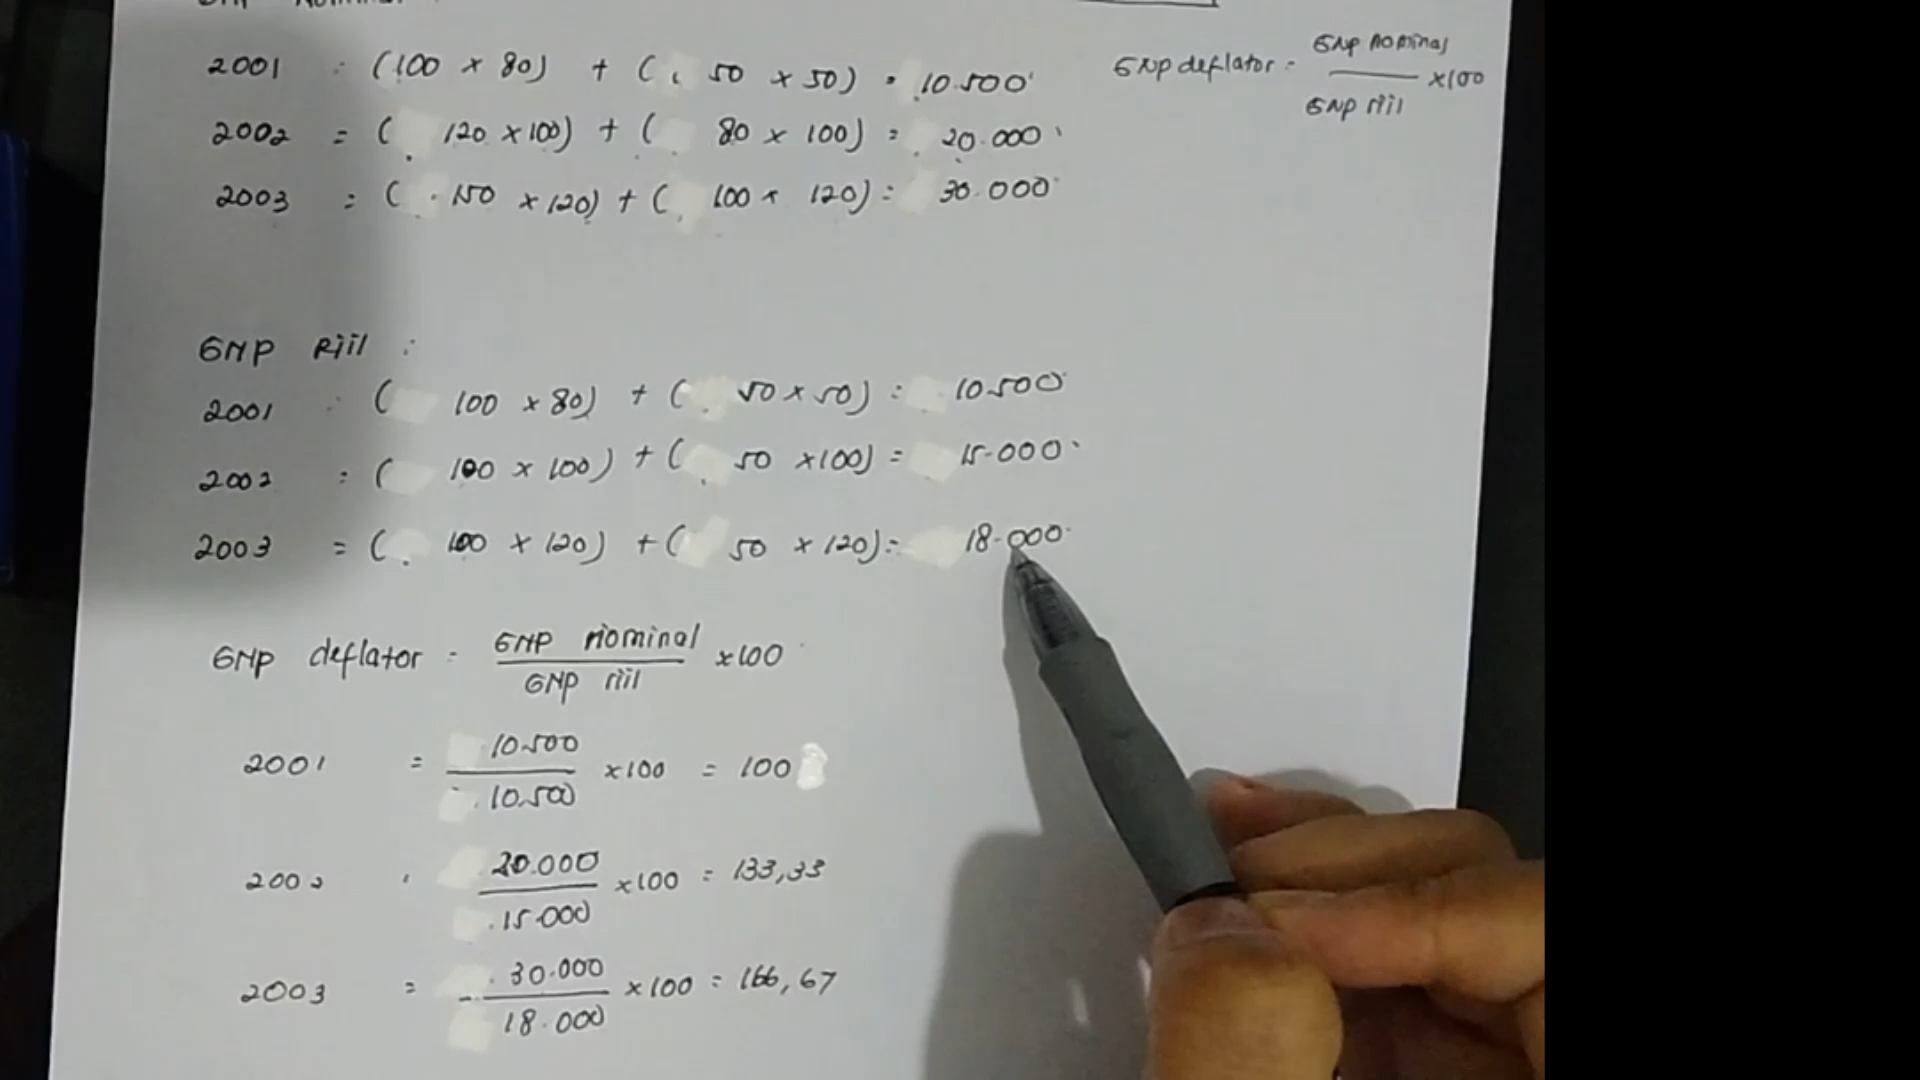 2001 : (100 x 80) + ( 50 x 50) = 10.500
GNP deflator = GNP nominal / GNP riil x100
2002 = ( 120 x 100) + ( 80 x 100) = 20.000
2003 = ( 150 x 120) + ( 100 x 120) = 30.000
GNP Riil :
2001 : ( 100 x 80) + ( 50 x 50) = 10.500
2002 : ( 100 x 100) + ( 50 x 100) = 15.000
2003 = ( 100 x 120) + ( 50 x 120) = 18.000
GNP deflator = GNP nominal / GNP riil x100
2001 = 10.500 / 10.500 x100 = 100
2002 = 20.000 / 15.000 x100 = 133,33
2003 = 30.000 / 18.000 x100 = 166,67